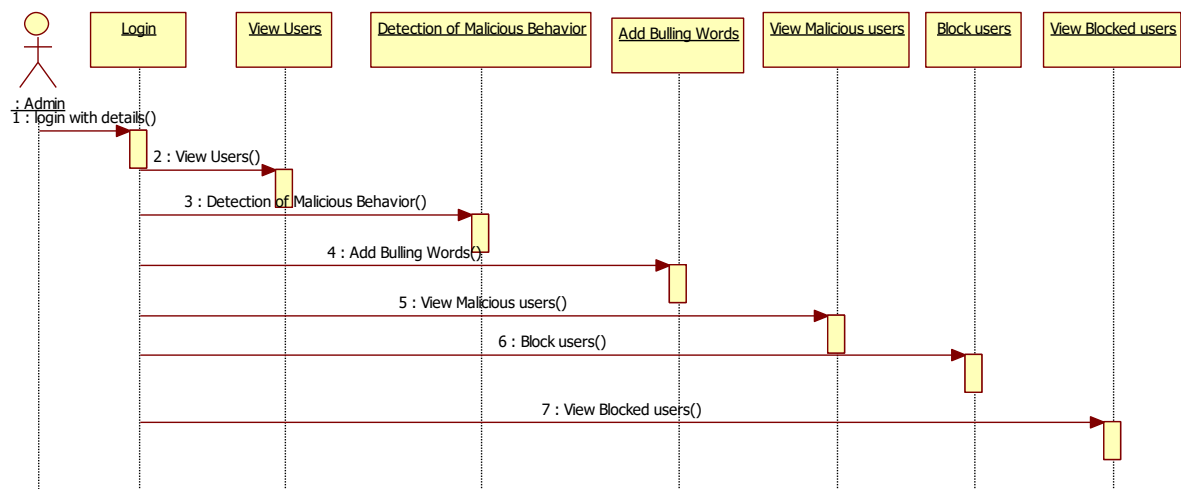 Login
View Users
Detection of Malicious Behavior
Add Bulling Words
View Malicious users
Block users
View Blocked users
: Admin
1 : login with details()
2 : View Users()
3 : Detection of Malicious Behavior()
4 : Add Bulling Words()
5 : View Malicious users()
6 : Block users()
7 : View Blocked users()